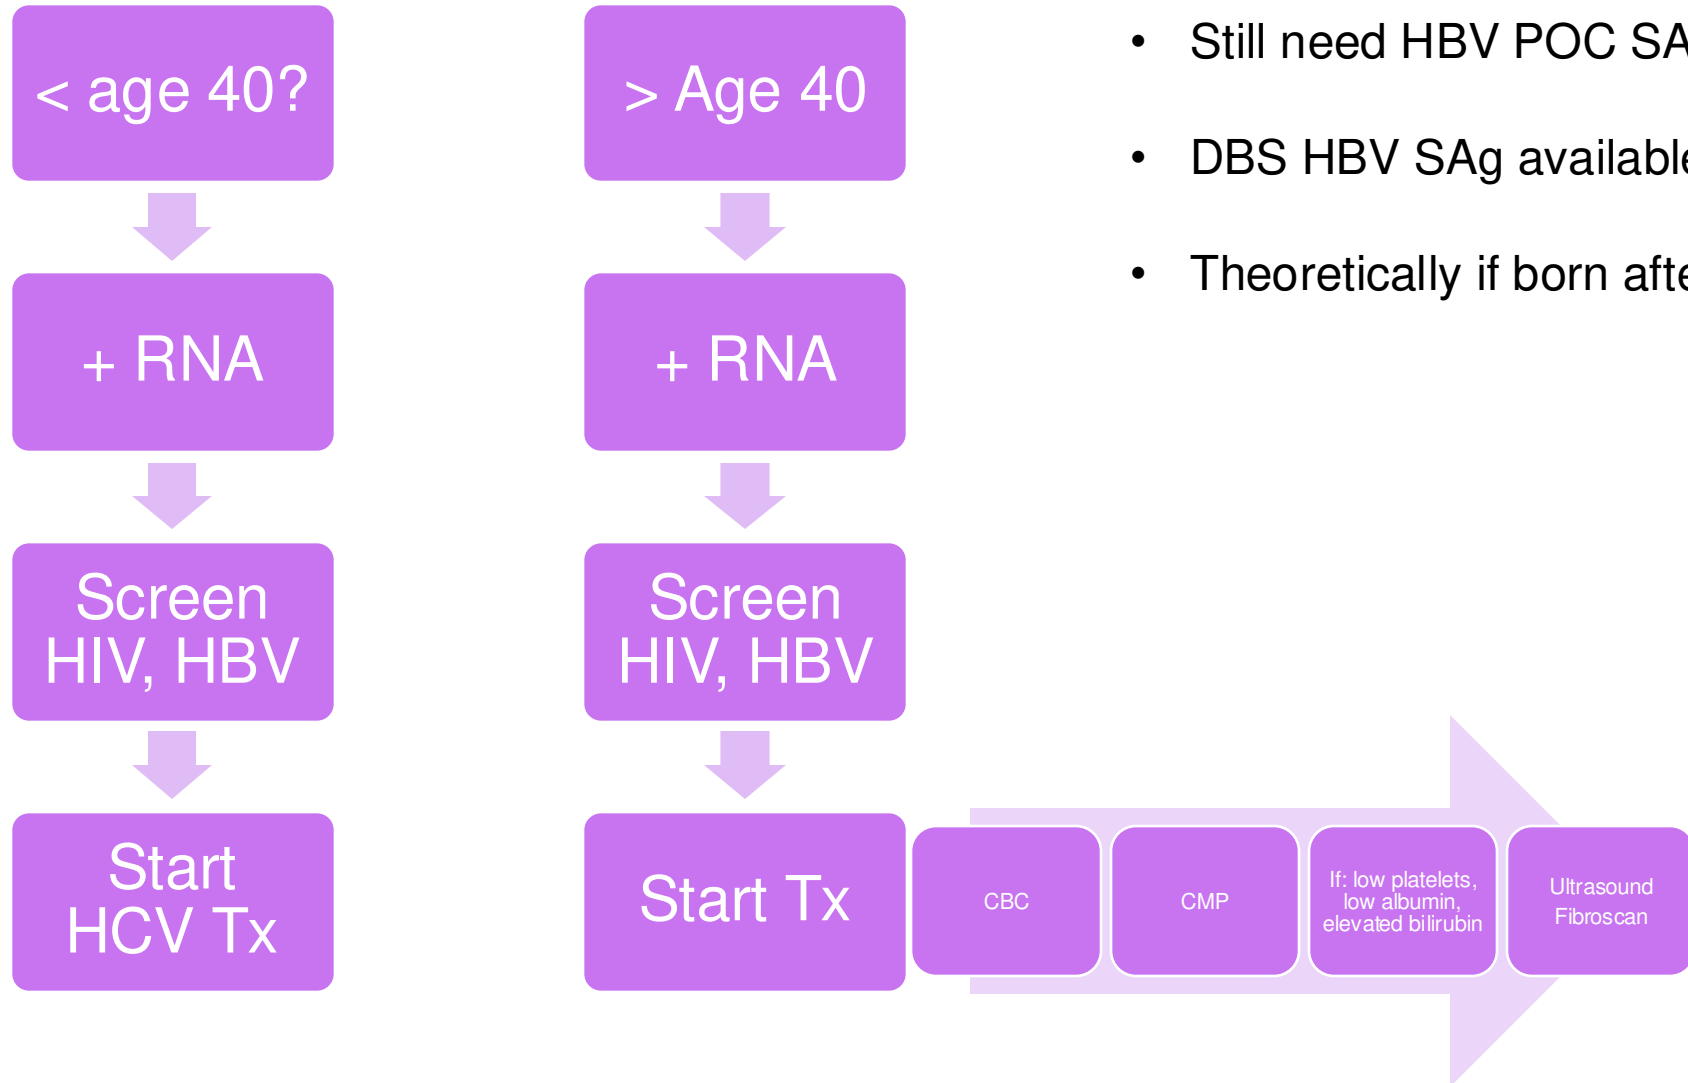 < age 40?
+ RNA
Screen
HIV, HBV
Start
HCV Tx
> Age 40
+ RNA
Screen
HIV, HBV
Start Tx
CBC
CMP
If: low platelets,
low albumin,
elevated bilirubin
Ultrasound
Fibroscan
• Still need HBV POC
• DBS HBV SAg
• Theoretically if born